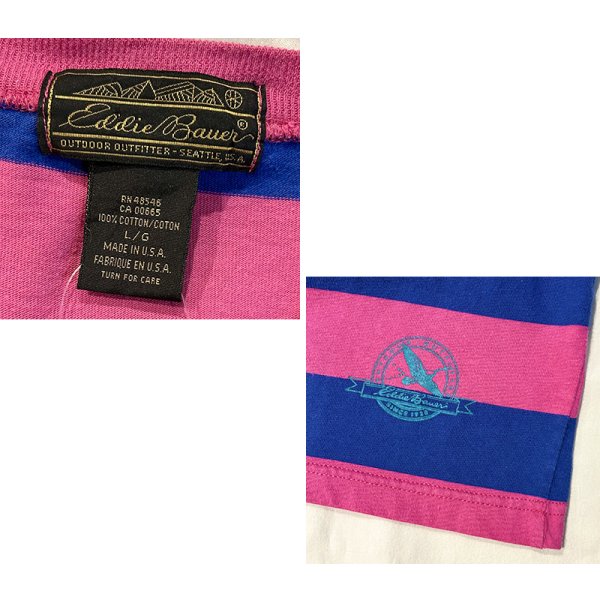 Eddie Bauer®
OUTDOOR OUTFITTER - SEATTLE, U.S.A.
RN 48546
CA 00665
100% COTTON/COTON
L/G
MADE IN U.S.A.
FABRIQUE EN U.S.A.
TURN FOR CARE
Eddie Bauer
SINCE 1920